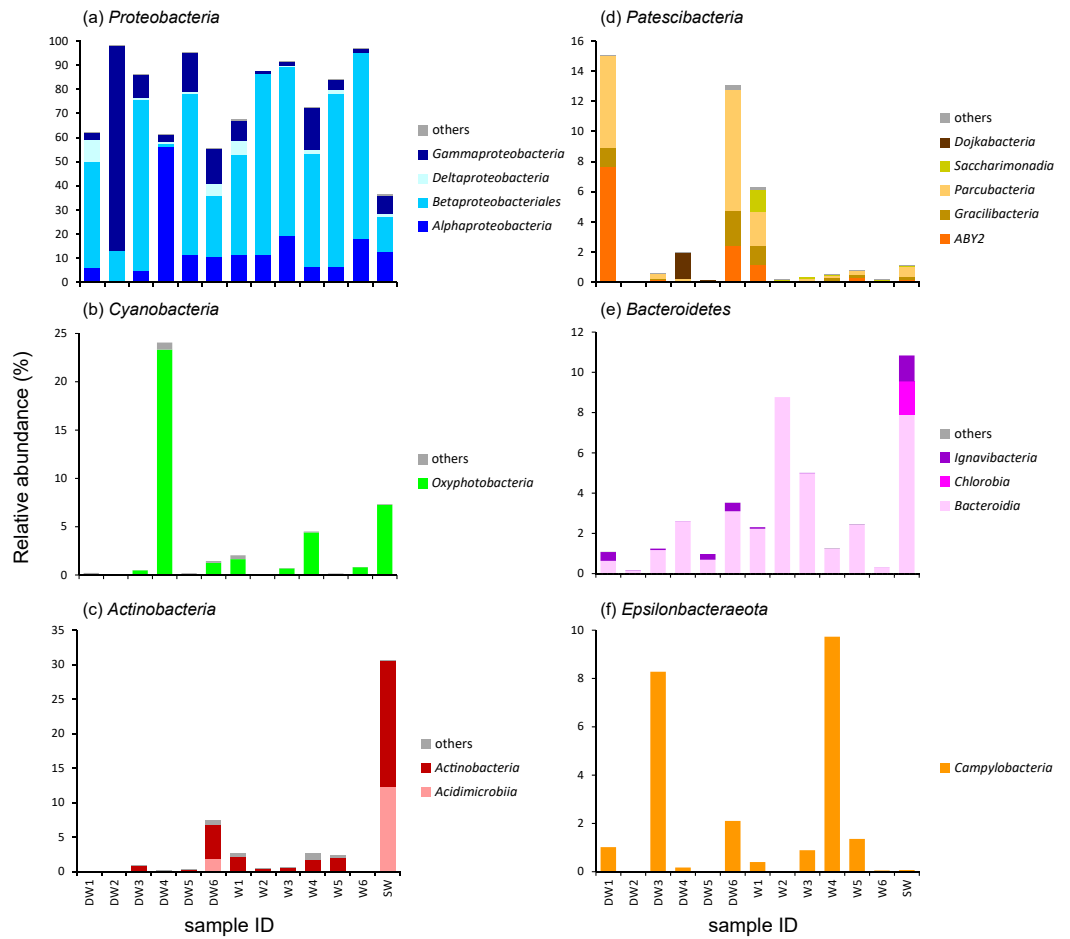 (a) Proteobacteria
100
90
80
70
60
50
40
30
20
10
0
others
Gammaproteobacteria
Deltaproteobacteria
Betaproteobacteriales
Alphaproteobacteria
(b) Cyanobacteria
25
20
15
10
5
0
others
Oxyphotobacteria
Relative abundance (%)
(c) Actinobacteria
35
30
25
20
15
10
5
0
others
Actinobacteria
Acidimicrobiia
DW1 DW2 DW3 DW4 DW5 DW6 W1 W2 W3 W4 W5 W6 SW
sample ID
(d) Patescibacteria
16
14
12
10
8
6
4
2
0
others
Dojkabacteria
Saccharimonadia
Parcubacteria
Gracilibacteria
ABY2
(e) Bacteroidetes
12
10
8
6
4
2
0
others
Ignavibacteria
Chlorobia
Bacteroidia
(f) Epsilonbacteraeota
10
8
6
4
2
0
Campylobacteria
DW1 DW2 DW3 DW4 DW5 DW6 W1 W2 W3 W4 W5 W6 SW
sample ID